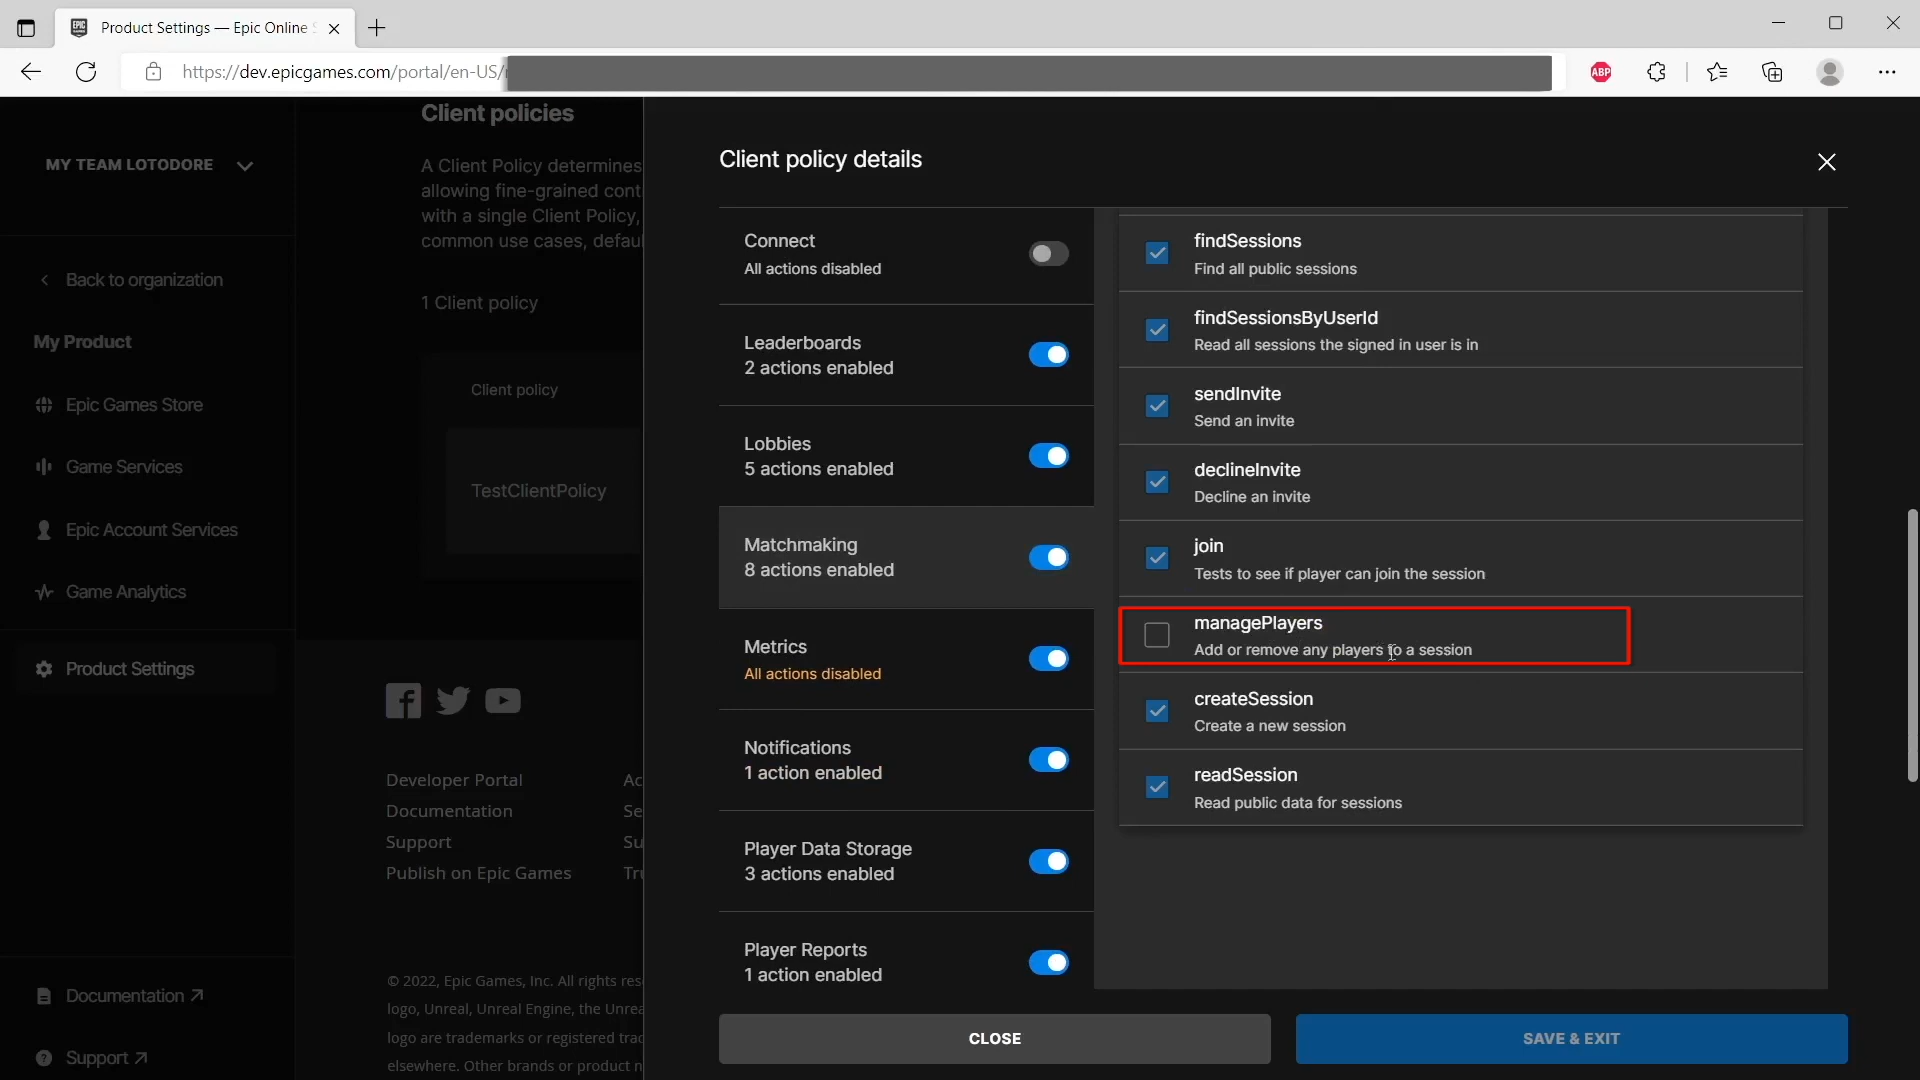 Product Settings — Epic Online
https://dev.epicgames.com/portal/en-US/
ABP
MY TEAM LOTODORE
Back to organization
My Product
Epic Games Store
Game Services
Epic Account Services
Game Analytics
Product Settings
Documentation
Support
Client policies
A Client Policy determines
allowing fine-grained cont
with a single Client Policy,
common use cases, defaul
1 Client policy
Client policy
TestClientPolicy
Developer Portal
Documentation
Support
Publish on Epic Games
Ac
Se
Su
Tru
© 2022, Epic Games, Inc. All rights res
logo, Unreal, Unreal Engine, the Unrea
logo are trademarks or registered trad
elsewhere. Other brands or product n
Client policy details
Connect
All actions disabled
Leaderboards
2 actions enabled
Lobbies
5 actions enabled
Matchmaking
8 actions enabled
Metrics
All actions disabled
Notifications
1 action enabled
Player Data Storage
3 actions enabled
Player Reports
1 action enabled
findSessions
Find all public sessions
findSessionsByUserId
Read all sessions the signed in user is in
sendInvite
Send an invite
declineInvite
Decline an invite
join
Tests to see if player can join the session
managePlayers
Add or remove any players to a session
createSession
Create a new session
readSession
Read public data for sessions
CLOSE
SAVE & EXIT